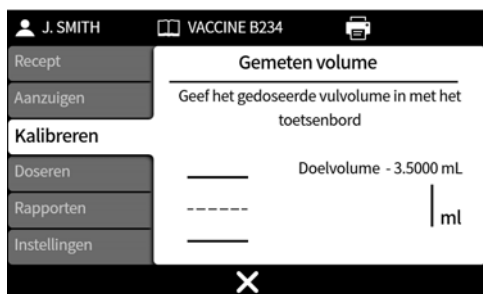 J. SMITH
VACCINE B234
Recept
Aanzuigen
Kalibreren
Doseren
Rapporten
Instellingen
Gemeten volume
Geef het gedoseerde vulvolume in met het
toetsenbord
Doelvolume - 3.5000 mL
ml